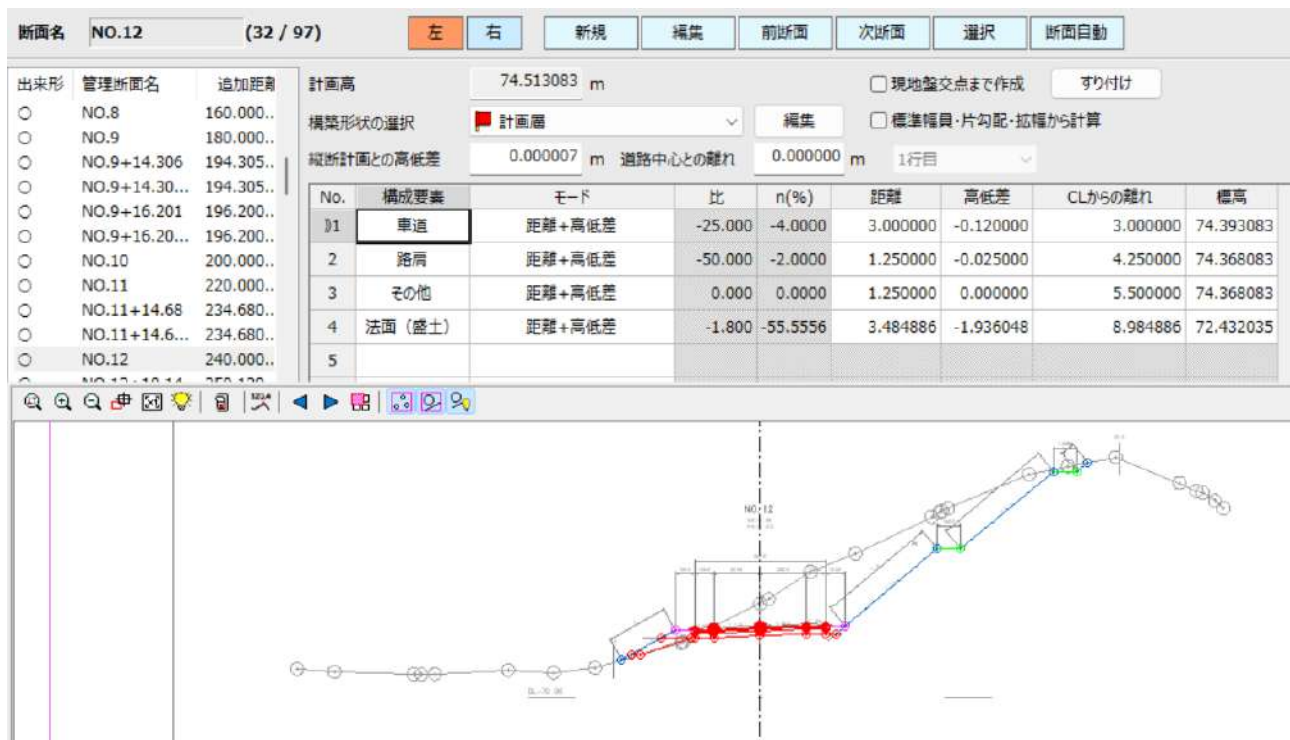 断面名 NO.12 (32 / 97) 左 右 新規 編集 前断面 次断面 選択 断面自動
出来形 管理断面名 追加距離
○ NO.8 160.000..
○ NO.9 180.000..
○ NO.9+14.306 194.305..
○ NO.9+14.30... 194.305..
○ NO.9+16.201 196.200..
○ NO.9+16.20... 196.200..
○ NO.10 200.000..
○ NO.11 220.000..
○ NO.11+14.68 234.680..
○ NO.11+14.6... 234.680..
○ NO.12 240.000..
計画高 74.513083 m □現地盤交点まで作成 すり付け
構築形状の選択 計画層 編集 □標準幅員・片勾配・拡幅から計算
縦断計画との高低差 0.000007 m 道路中心との離れ 0.000000 m 1行目
No. 構成要素 モード 比 n(%) 距離 高低差 CLからの離れ 標高
1 車道 距離+高低差 -25.000 -4.0000 3.000000 -0.120000 3.000000 74.393083
2 路肩 距離+高低差 -50.000 -2.0000 1.250000 -0.025000 4.250000 74.368083
3 その他 距離+高低差 0.000 0.0000 1.250000 0.000000 5.500000 74.368083
4 法面（盛土） 距離+高低差 -1.800 -55.5556 3.484886 -1.936048 8.984886 72.432035
5
NO.12